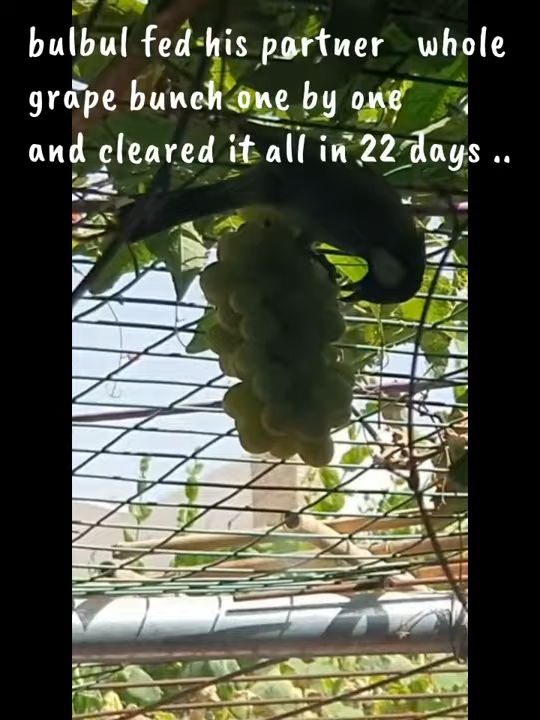 bulbul fed his partner whole
grape bunch one by one
and cleared it all in 22 days ..